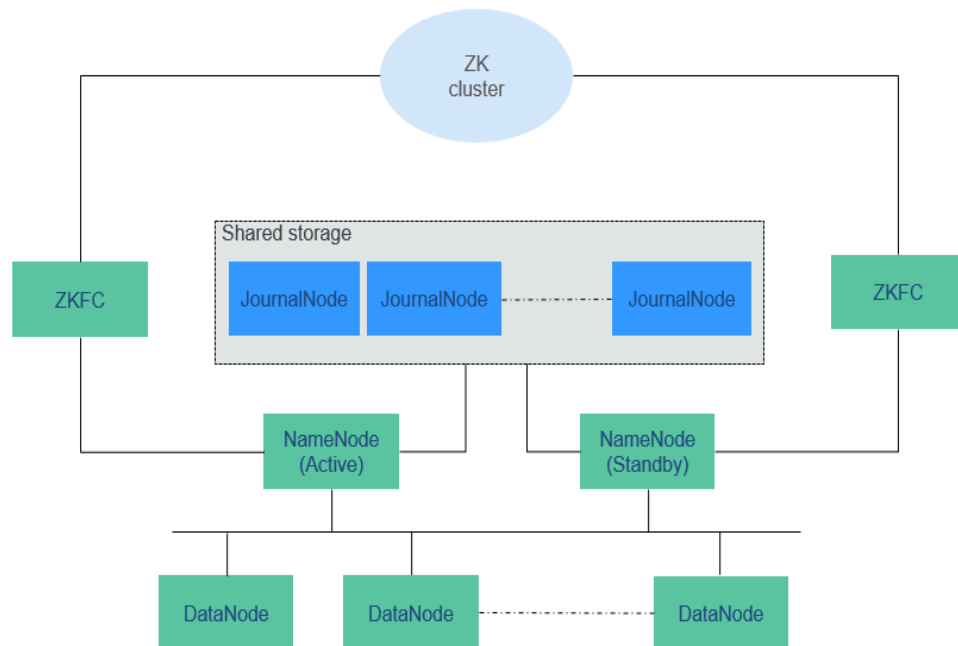 ZK
cluster
Shared storage
ZKFC
JournalNode
JournalNode
JournalNode
ZKFC
NameNode
(Active)
NameNode
(Standby)
DataNode
DataNode
DataNode